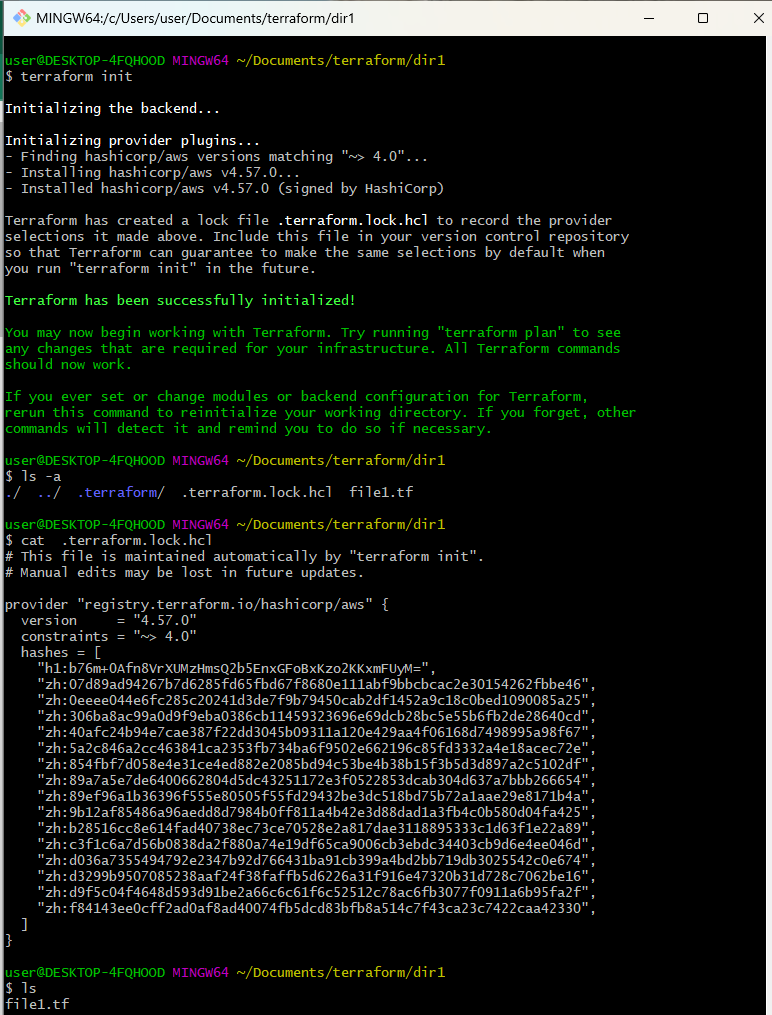 MINGW64:/c/Users/user/Documents/terraform/dir1
user@DESKTOP-4FQHOOD MINGW64 ~/Documents/terraform/dir1
$ terraform init
Initializing the backend...
Initializing provider plugins...
- Finding hashicorp/aws versions matching "~> 4.0"...
- Installing hashicorp/aws v4.57.0...
- Installed hashicorp/aws v4.57.0 (signed by HashiCorp)
Terraform has created a lock file .terraform.lock.hcl to record the provider
selections it made above. Include this file in your version control repository
so that Terraform can guarantee to make the same selections by default when
you run "terraform init" in the future.
Terraform has been successfully initialized!
You may now begin working with Terraform. Try running "terraform plan" to see
any changes that are required for your infrastructure. All Terraform commands
should now work.
If you ever set or change modules or backend configuration for Terraform,
rerun this command to reinitialize your working directory. If you forget, other
commands will detect it and remind you to do so if necessary.
user@DESKTOP-4FQHOOD MINGW64 ~/Documents/terraform/dir1
$ ls -a
./  ../  .terraform/  .terraform.lock.hcl  file1.tf
user@DESKTOP-4FQHOOD MINGW64 ~/Documents/terraform/dir1
$ cat  .terraform.lock.hcl
# This file is maintained automatically by "terraform init".
# Manual edits may be lost in future updates.
provider "registry.terraform.io/hashicorp/aws" {
  version     = "4.57.0"
  constraints = "~> 4.0"
  hashes = [
    "h1:b76m+OAfn8VrXUMzHmsQ2b5EnxGFoBxKzo2KKxmFUyM=",
    "zh:07d89ad94267b7d6285fd65fbd67f8680e111abf9bbcbcac2e30154262fbbe46",
    "zh:0eeee044e6fc285c20241d3de7f9b79450cab2df1452a9c18c0bed1090085a25",
    "zh:306ba8ac99a0d9f9eba0386cb11459323696e69dcb28bc5e55b6fb2de28640cd",
    "zh:40afc24b94e7cae387f22dd3045b09311a120e429aa4f06168d7498995a98f67",
    "zh:5a2c846a2cc463841ca2353fb734ba6f9502e662196c85fd3332a4e18acec72e",
    "zh:854fbf7d058e4e31ce4ed882e2085bd94c53be4b38b15f3b5d3d897a2c5102df",
    "zh:89a7a5e7de6400662804d5dc43251172e3f0522853dcab304d637a7bbb266654",
    "zh:89ef96a1b36396f555e80505f55fd29432be3dc518bd75b72a1aae29e8171b4a",
    "zh:9b12af85486a96aedd8d7984b0ff811a4b42e3d88dad1a3fb4c0b580d04fa425",
    "zh:b28516cc8e614fad40738ec73ce70528e2a817dae3118895333c1d63f1e22a89",
    "zh:c3f1c6a7d56b0838da2f880a74e19df65ca9006cb3ebdc34403cb9d6e4ee046d",
    "zh:d036a7355494792e2347b92d766431ba91cb399a4bd2bb719db3025542c0e674",
    "zh:d3299b9507085238aaf24f38faffb5d6226a31f916e47320b31d728c7062be16",
    "zh:d9f5c04f4648d593d91be2a66c6c61f6c52512c78ac6fb3077f0911a6b95fa2f",
    "zh:f84143ee0cff2ad0af8ad40074fb5dcd83bfb8a514c7f43ca23c7422caa42330",
  ]
}
user@DESKTOP-4FQHOOD MINGW64 ~/Documents/terraform/dir1
$ ls
file1.tf